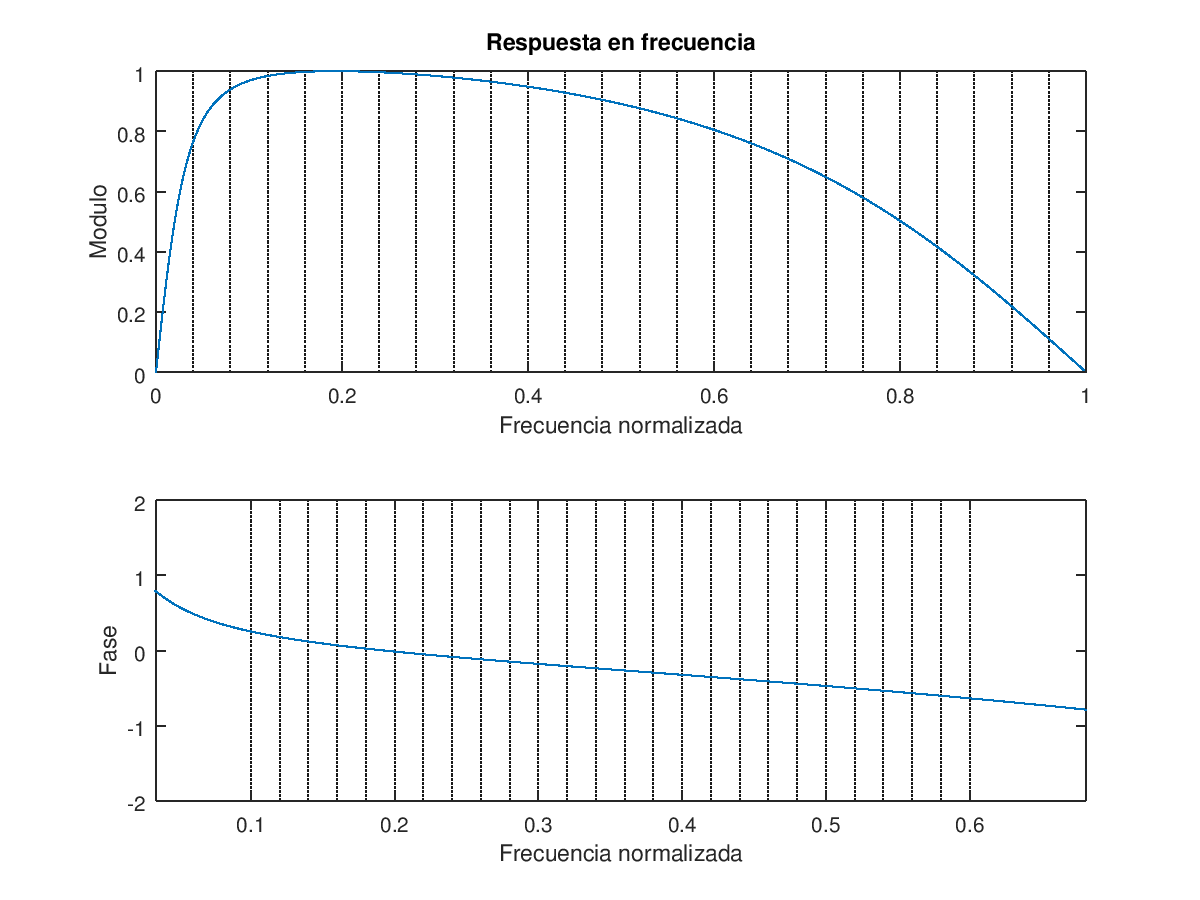 Respuesta en frecuencia
1
0.8
0.6
0.4
0.2
0
Modulo
0 0.2 0.4 0.6 0.8 1
Frecuencia normalizada
2
1
0
-1
-2
Fase
0.1 0.2 0.3 0.4 0.5 0.6
Frecuencia normalizada